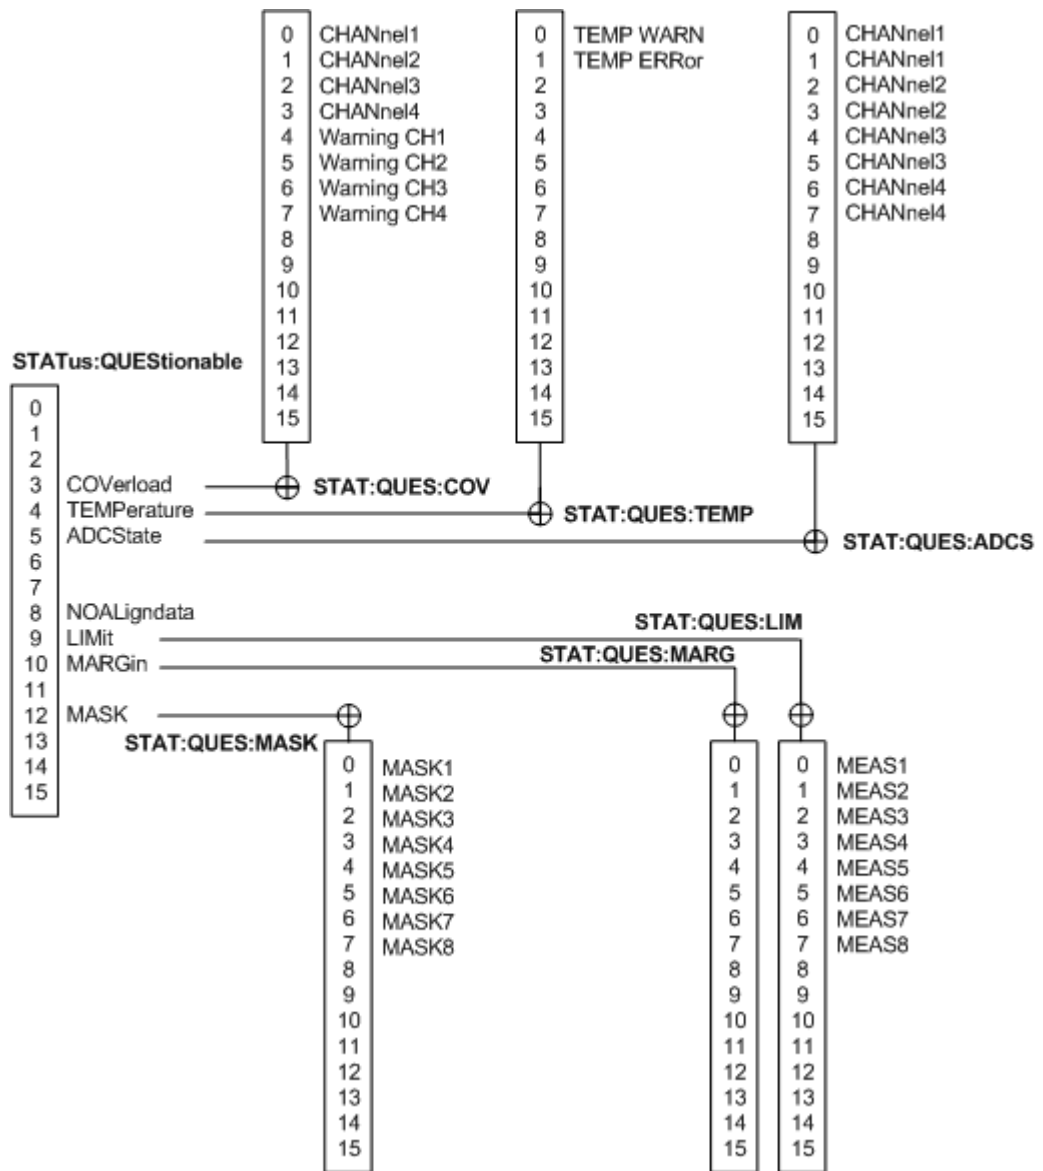 0 CHANnel1
1 CHANnel2
2 CHANnel3
3 CHANnel4
4 Warning CH1
5 Warning CH2
6 Warning CH3
7 Warning CH4
8
9
10
11
12
13
14
15
0 TEMP WARN
1 TEMP ERRor
2
3
4
5
6
7
8
9
10
11
12
13
14
15
0 CHANnel1
1 CHANnel1
2 CHANnel2
3 CHANnel2
4 CHANnel3
5 CHANnel3
6 CHANnel4
7 CHANnel4
8
9
10
11
12
13
14
15
STATus:QUEStionable
0
1
2
3 COVerload
4 TEMPerature
5 ADCState
6
7
8 NOALigndata
9 LIMit
10 MARGin
11
12 MASK
13
14
15
STAT:QUES:COV
STAT:QUES:TEMP
STAT:QUES:ADCS
STAT:QUES:LIM
STAT:QUES:MARG
STAT:QUES:MASK
0 MASK1
1 MASK2
2 MASK3
3 MASK4
4 MASK5
5 MASK6
6 MASK7
7 MASK8
8
9
10
11
12
13
14
15
0
1
2
3
4
5
6
7
8
9
10
11
12
13
14
15
0 MEAS1
1 MEAS2
2 MEAS3
3 MEAS4
4 MEAS5
5 MEAS6
6 MEAS7
7 MEAS8
8
9
10
11
12
13
14
15